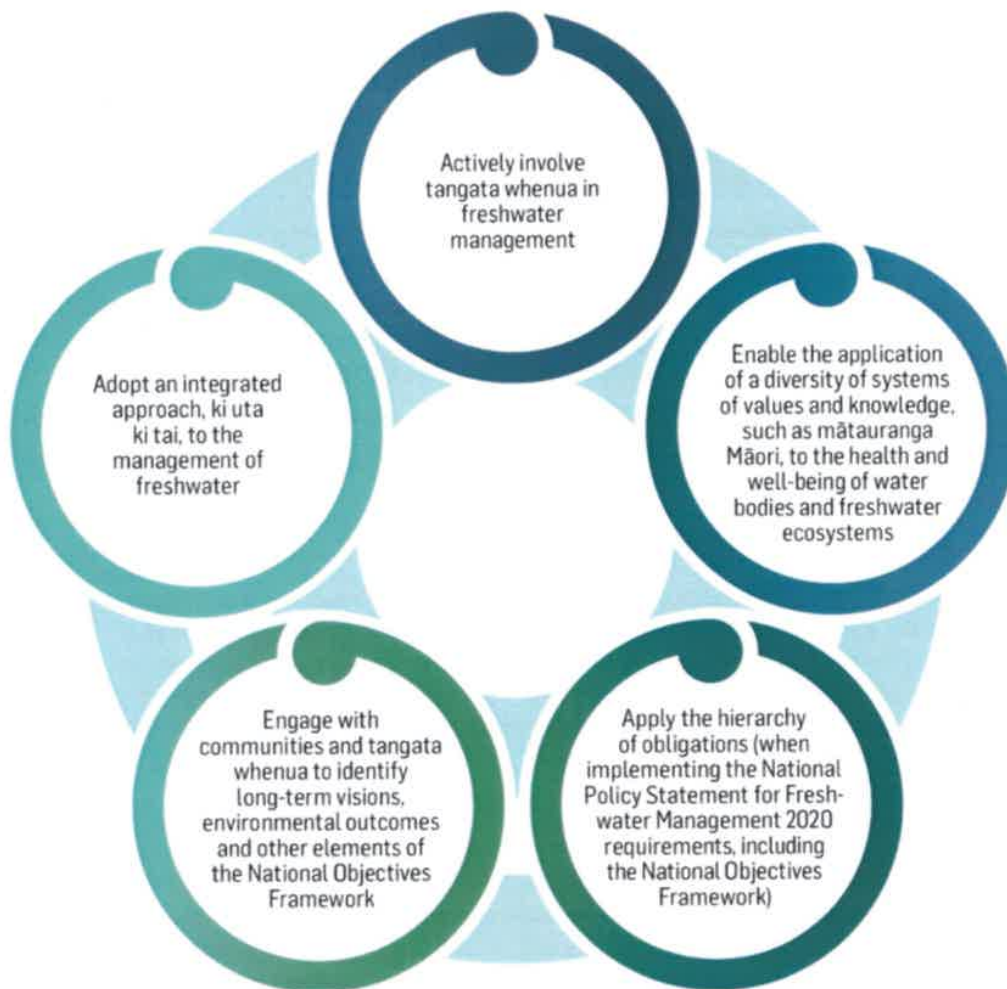 Actively involve
tangata whenua in
freshwater
management
Enable the application
of a diversity of systems
of values and knowledge,
such as mātauranga
Māori, to the health and
well-being of water
bodies and freshwater
ecosystems
Apply the hierarchy
of obligations (when
implementing the National
Policy Statement for Fresh-
water Management 2020
requirements, including
the National Objectives
Framework)
Engage with
communities and tangata
whenua to identify
long-term visions,
environmental outcomes
and other elements of
the National Objectives
Framework
Adopt an integrated
approach, ki uta
ki tai, to the
management of
freshwater